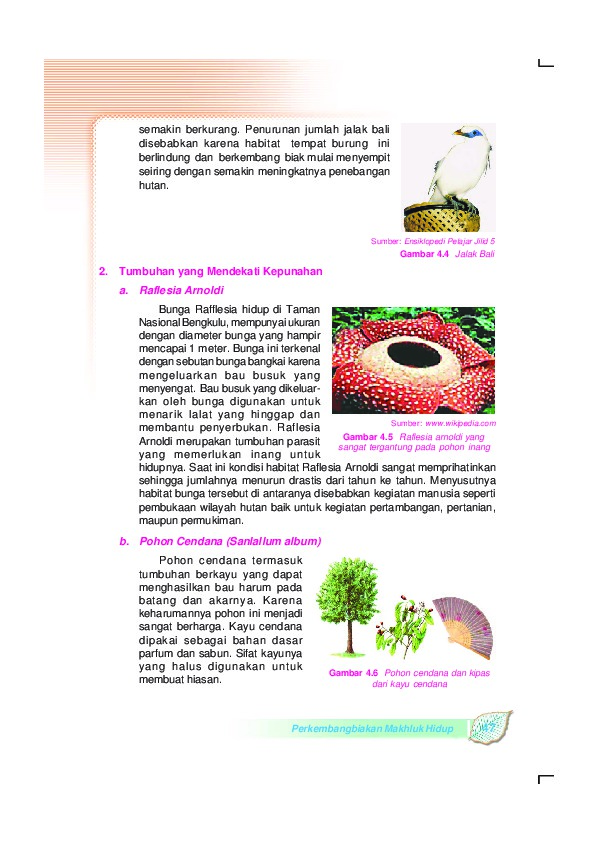 semakin berkurang. Penurunan jumlah jalak bali
disebabkan karena habitat tempat burung ini
berlindung dan berkembang biak mulai menyempit
seiring dengan semakin meningkatnya penebangan
hutan.
Sumber: Ensiklopedi Pelajar Jilid 5
Gambar 4.4 Jalak Bali
2. Tumbuhan yang Mendekati Kepunahan
a. Raflesia Arnoldi
Bunga Rafflesia hidup di Taman
Nasional Bengkulu, mempunyai ukuran
dengan diameter bunga yang hampir
mencapai 1 meter. Bunga ini terkenal
dengan sebutan bunga bangkai karena
mengeluarkan bau busuk yang
menyengat. Bau busuk yang dikeluar-
kan oleh bunga digunakan untuk
menarik lalat yang hinggap dan
membantu penyerbukan. Raflesia
Arnoldi merupakan tumbuhan parasit
yang memerlukan inang untuk
Sumber: www.wikipedia.com
Gambar 4.5 Raflesia arnoldi yang
sangat tergantung pada pohon inang
hidupnya. Saat ini kondisi habitat Raflesia Arnoldi sangat memprihatinkan
sehingga jumlahnya menurun drastis dari tahun ke tahun. Menyusutnya
habitat bunga tersebut di antaranya disebabkan kegiatan manusia seperti
pembukaan wilayah hutan baik untuk kegiatan pertambangan, pertanian,
maupun permukiman.
b. Pohon Cendana (Sanlallum album)
Pohon cendana termasuk
tumbuhan berkayu yang dapat
menghasilkan bau harum pada
batang dan akarnya. Karena
keharumannya pohon ini menjadi
sangat berharga. Kayu cendana
dipakai sebagai bahan dasar
parfum dan sabun. Sifat kayunya
yang halus digunakan untuk
membuat hiasan.
Gambar 4.6 Pohon cendana dan kipas
dari kayu cendana
Perkembangbiakan Makhluk Hidup